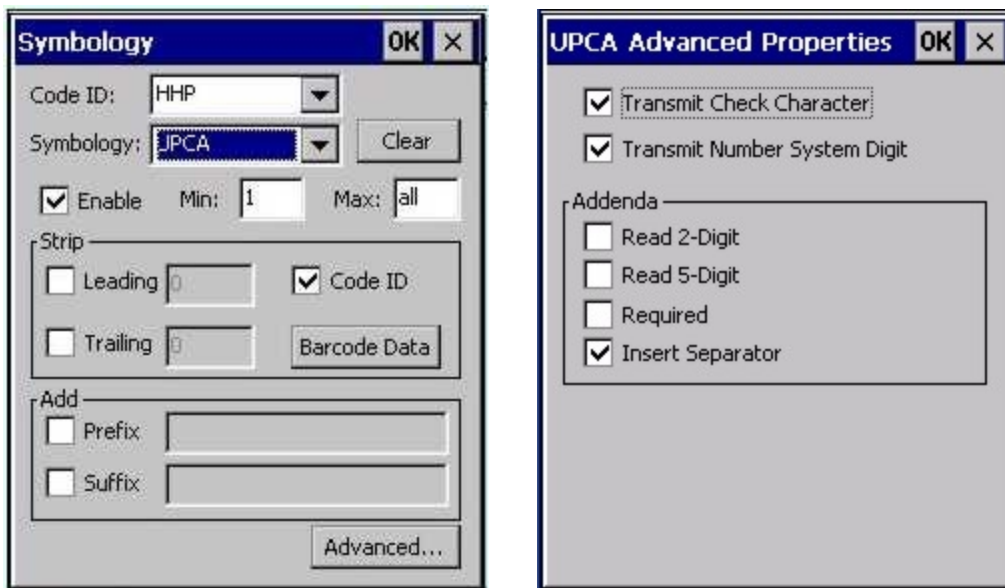 Symbology OK
Code ID: HHP
Symbology: UPCA Clear
Enable Min: 1 Max: all
Strip
Leading 0 Code ID
Trailing 0 Barcode Data
Add
Prefix
Suffix
Advanced...
UPCA Advanced Properties OK
Transmit Check Character
Transmit Number System Digit
Addenda
Read 2-Digit
Read 5-Digit
Required
Insert Separator